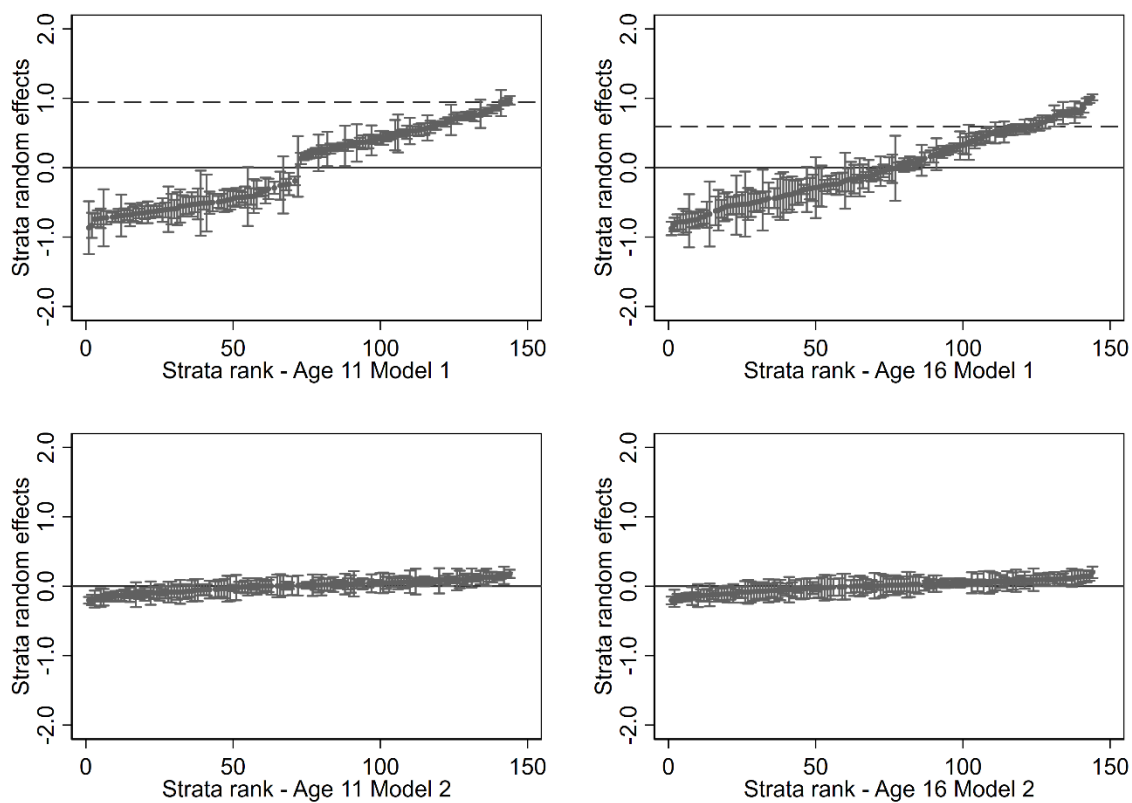 Strata random effects
2.0
1.0
0.0
-1.0
-2.0
0 50 100 150
Strata rank - Age 11 Model 1
Strata random effects
2.0
1.0
0.0
-1.0
-2.0
0 50 100 150
Strata rank - Age 16 Model 1
Strata random effects
2.0
1.0
0.0
-1.0
-2.0
0 50 100 150
Strata rank - Age 11 Model 2
Strata random effects
2.0
1.0
0.0
-1.0
-2.0
0 50 100 150
Strata rank - Age 16 Model 2